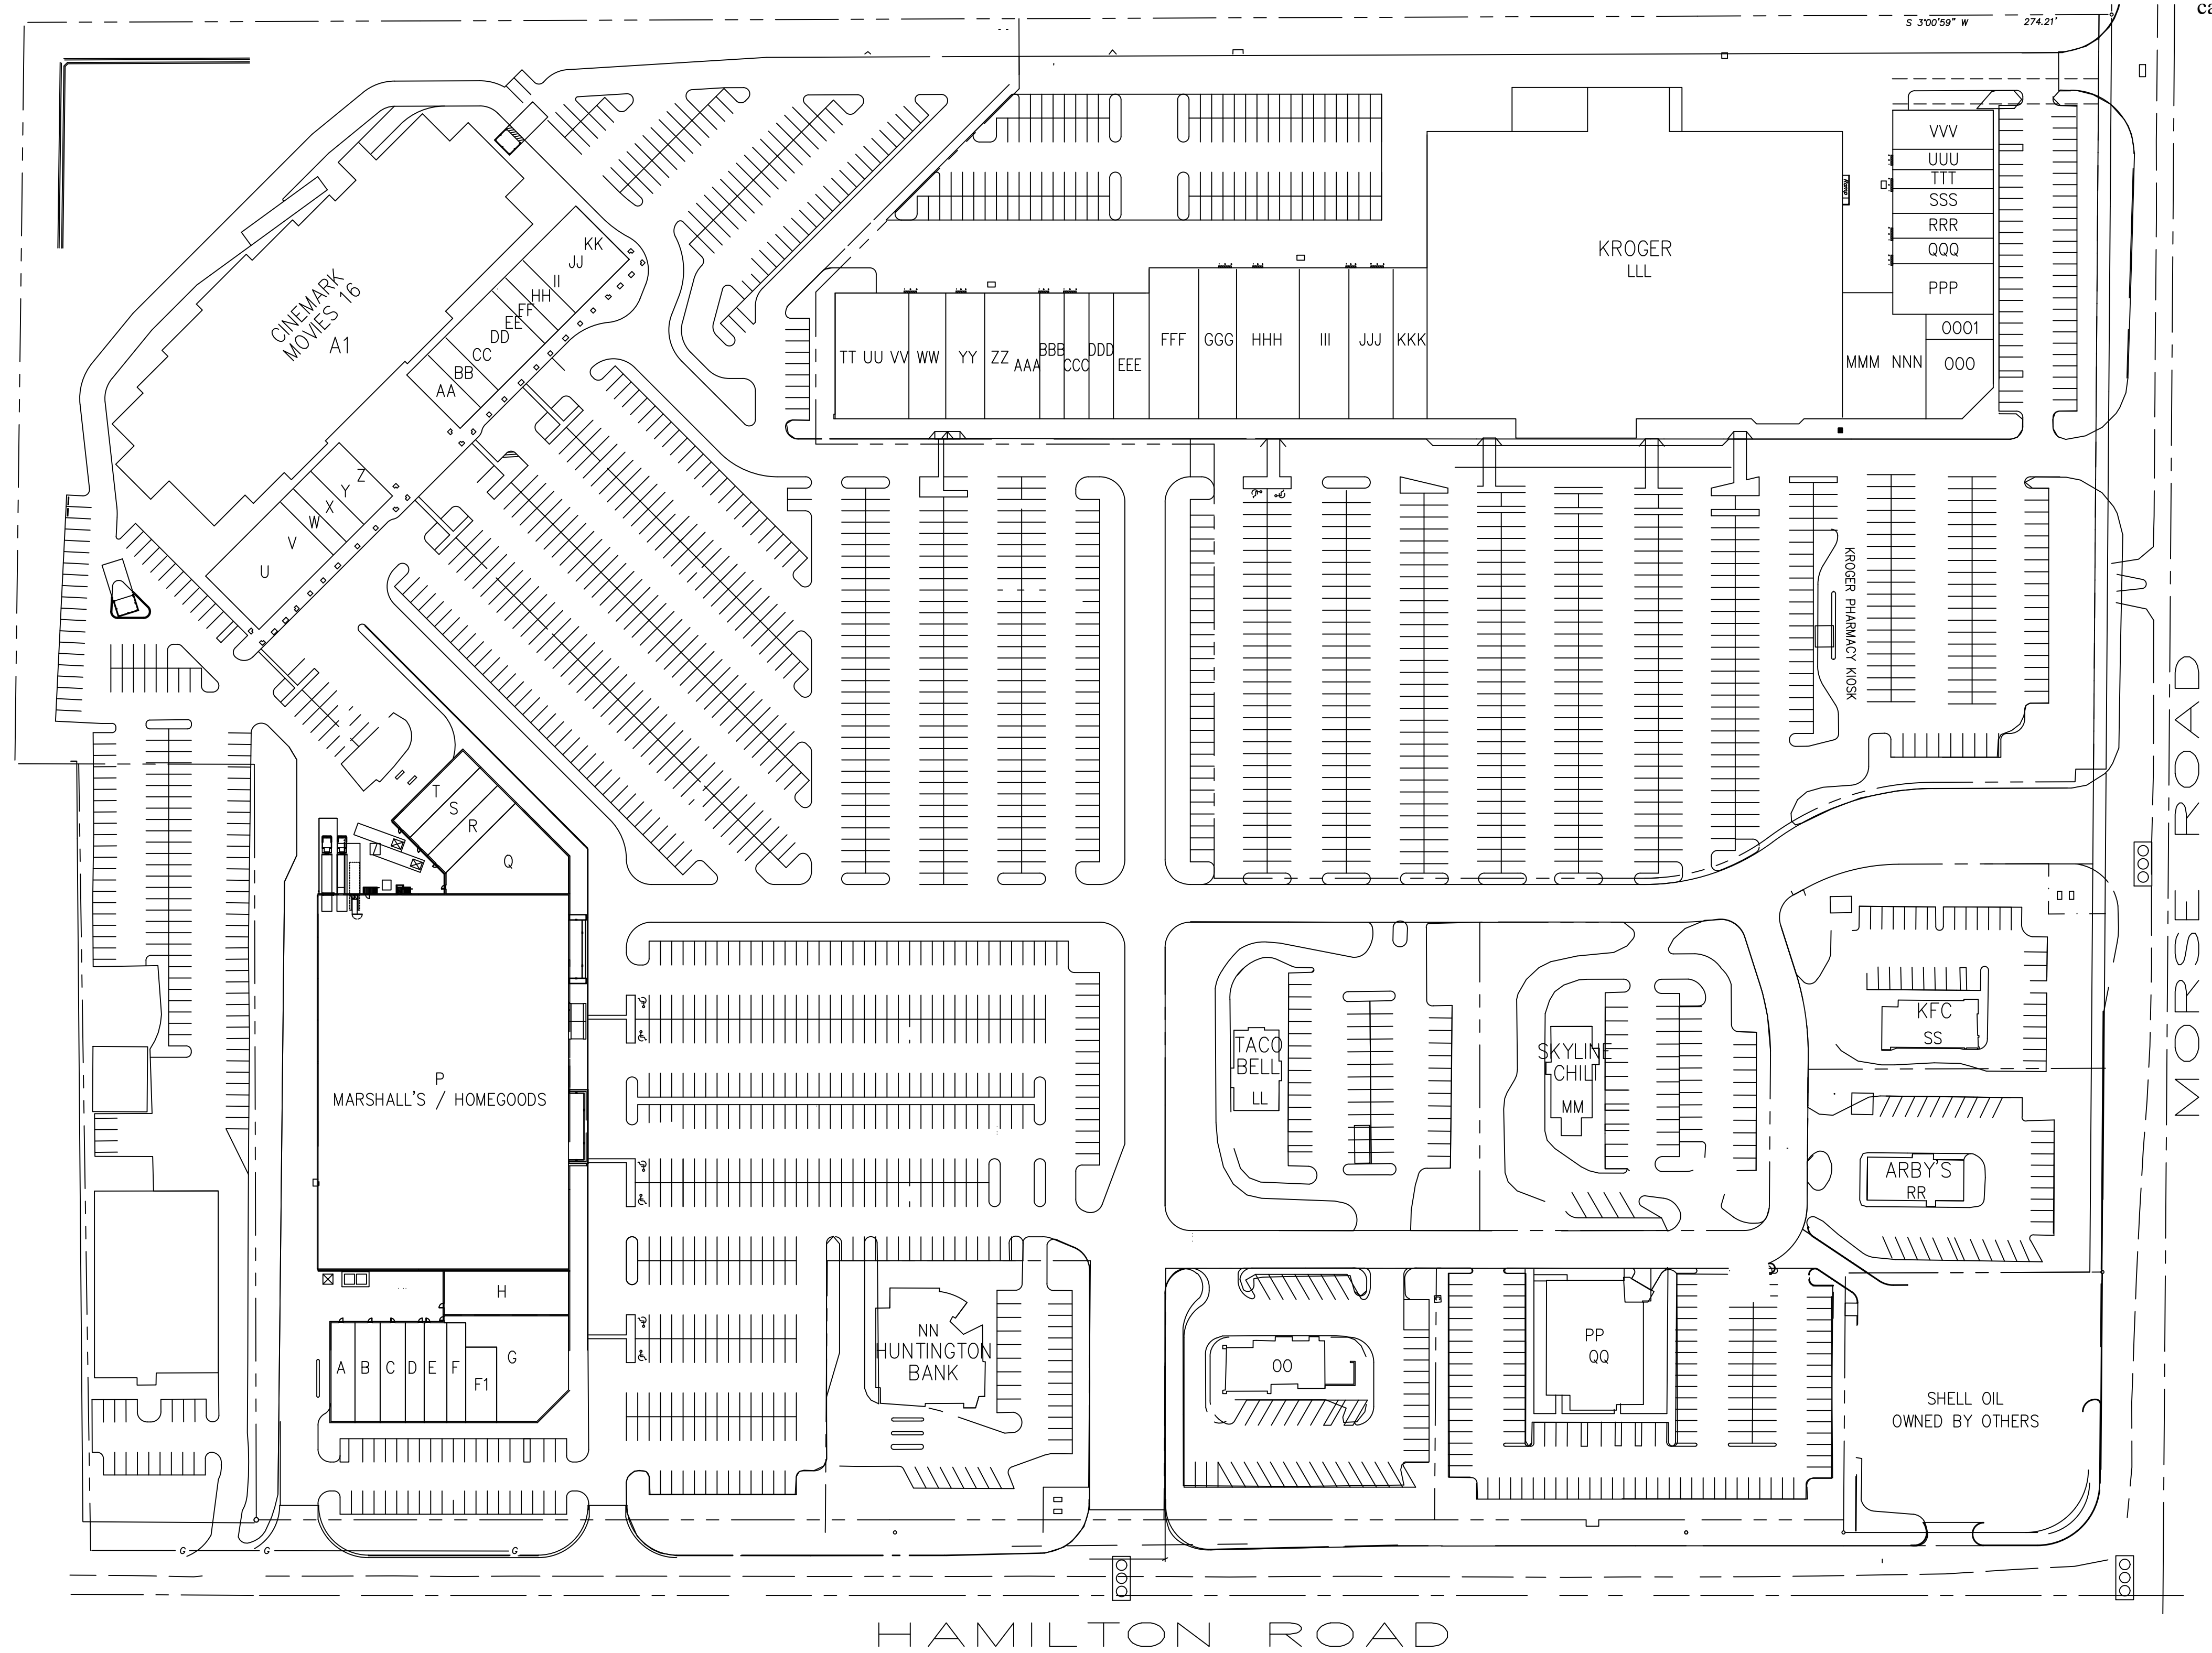 ca
S 3°00'59" W 274.21'
CINEMARK
MOVIES 16
A1
KK
JJ
II
HH
FF
EE
DD
CC
BB
AA
Z
Y
X
W
V
U
KROGER
LLL
Ramp
VVV
UUU
TTT
SSS
RRR
QQQ
PPP
0001
000
MMM NNN
TT UU VV WW YY ZZ AAA BBB CCC DDD EEE FFF GGG HHH III JJJ KKK
KROGER PHARMACY KIOSK
MORSE ROAD
T
S
R
Q
P
MARSHALL'S / HOMEGOODS
H
A B C D E F F1 G
TACO
BELL
LL
SKYLINE
CHILI
MM
KFC
SS
ARBY'S
RR
NN
HUNTINGTON
BANK
OO
PP
QQ
SHELL OIL
OWNED BY OTHERS
G G G
HAMILTON ROAD